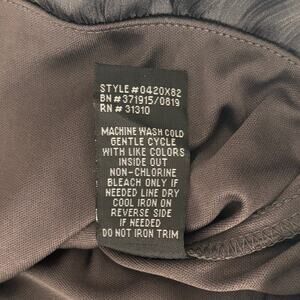 STYLE#0420X82
BN#371915/0819
RN# 31310
MACHINE WASH COLD
GENTLE CYCLE
WITH LIKE COLORS
INSIDE OUT
NON-CHLORINE
BLEACH ONLY IF
NEEDED LINE DRY
COOL IRON ON
REVERSE SIDE
IF NEEDED
DO NOT IRON TRIM